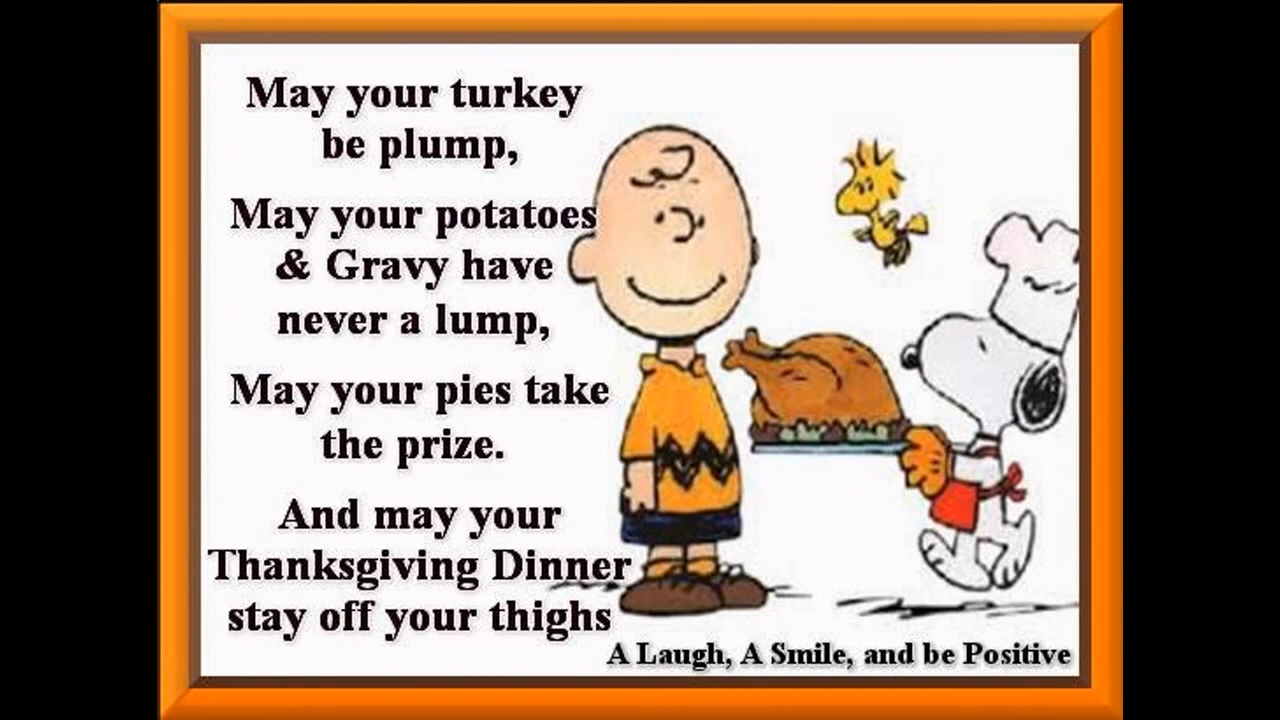 May your turkey
be plump,
May your potatoes
& Gravy have
never a lump,
May your pies take
the prize.
And may your
Thanksgiving Dinner
stay off your thighs
A Laugh, A Smile, and be Positive